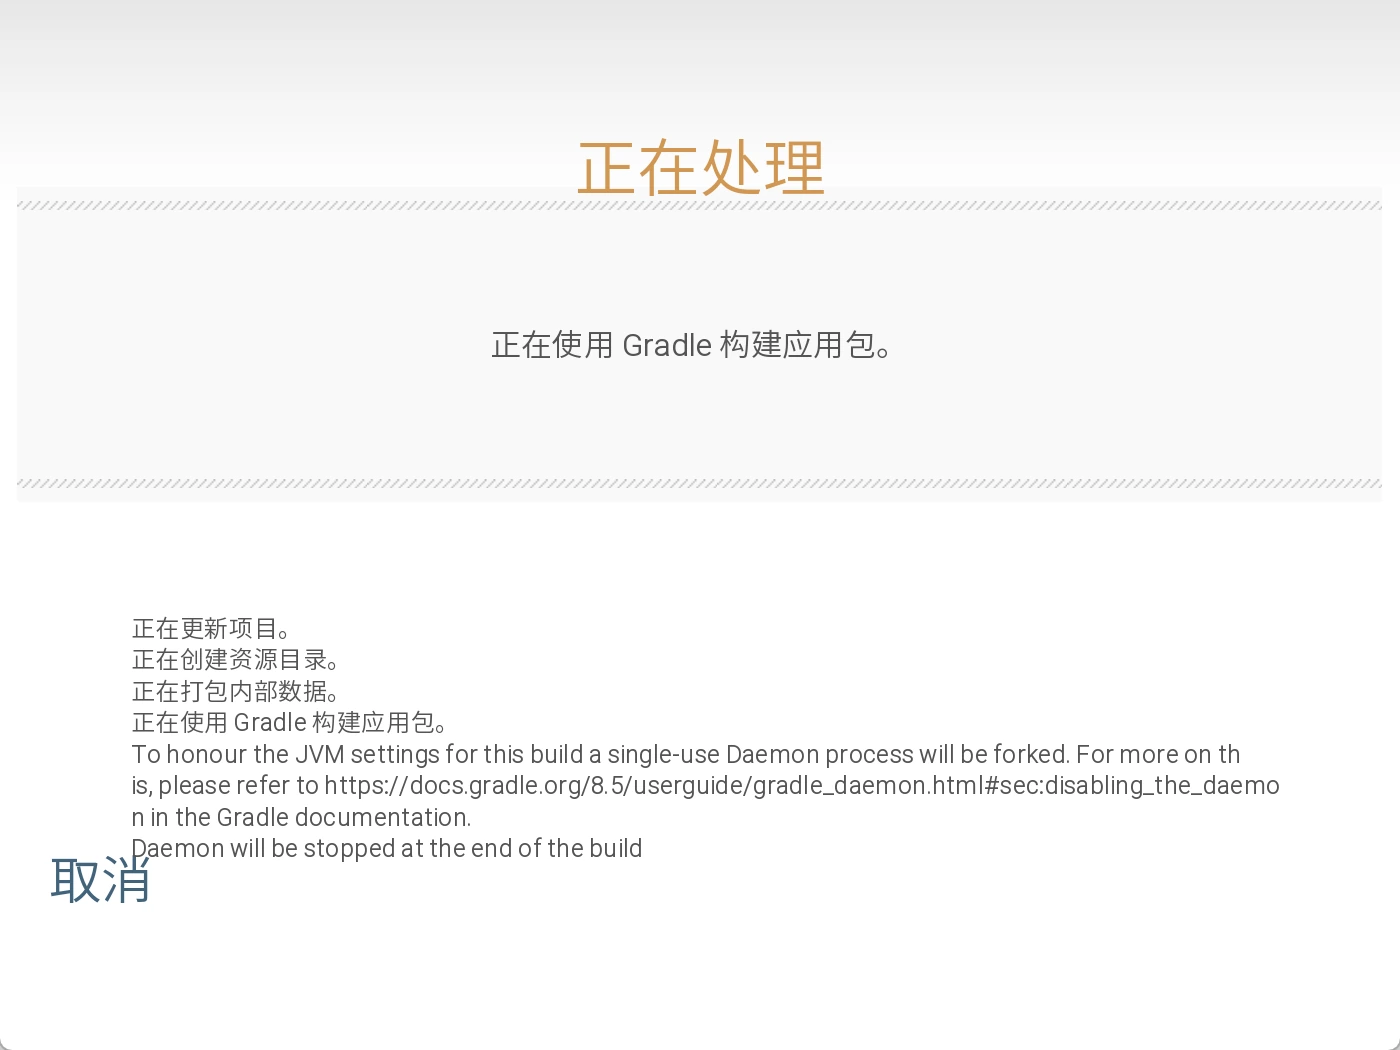 正在处理
正在使用 Gradle 构建应用包。
正在更新项目。
正在创建资源目录。
正在打包内部数据。
正在使用 Gradle 构建应用包。
To honour the JVM settings for this build a single-use Daemon process will be forked. For more on th
is, please refer to https://docs.gradle.org/8.5/userguide/gradle_daemon.html#sec:disabling_the_daemo
n in the Gradle documentation.
Daemon will be stopped at the end of the build
取消